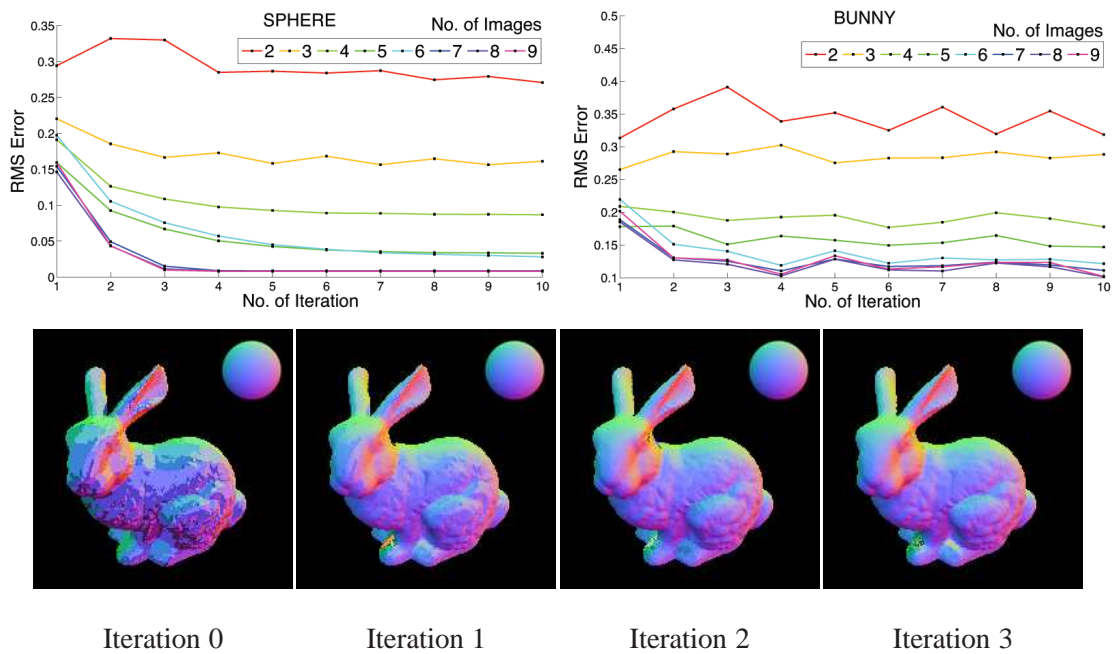 SPHERE
No. of Images
2 3 4 5 6 7 8 9
0.35
0.3
0.25
0.2
0.15
0.1
0.05
0
RMS Error
1 2 3 4 5 6 7 8 9 10
No. of Iteration
BUNNY
No. of Images
2 3 4 5 6 7 8 9
0.5
0.45
0.4
0.35
0.3
0.25
0.2
0.15
0.1
RMS Error
1 2 3 4 5 6 7 8 9 10
No. of Iteration
Iteration 0
Iteration 1
Iteration 2
Iteration 3